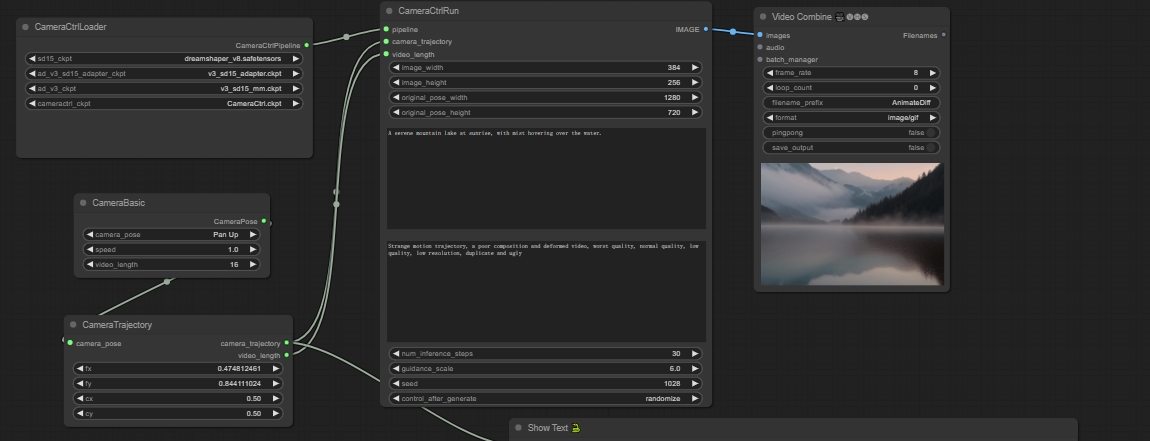 CameraCtrlLoader
CameraCtrlPipeline
sd15_ckpt dreamshaper_v8.safetensors
ad_v3_sd15_adapter_ckpt v3_sd15_adapter.ckpt
ad_v3_ckpt v3_sd15_mm.ckpt
cameractrl_ckpt CameraCtrl.ckpt
CameraBasic
CameraPose
camera_pose Pan Up
speed 1.0
video_length 16
CameraTrajectory
camera_pose camera_trajectory
video_length
fx 0.474812461
fy 0.844111024
cx 0.50
cy 0.50
CameraCtrlRun
pipeline IMAGE
camera_trajectory
video_length
image_width 384
image_height 256
original_pose_width 1280
original_pose_height 720
A serene mountain lake at sunrise, with mist hovering over the water.
Strange motion trajectory, a poor composition and deformed video, worst quality, normal quality, low
quality, low resolution, duplicate and ugly
num_inference_steps 30
guidance_scale 6.0
seed 1028
control_after_generate randomize
Video Combine
images Filenames
audio
batch_manager
frame_rate 8
loop_count 0
filename_prefix AnimateDiff
format image/gif
pingpong false
save_output false
Show Text